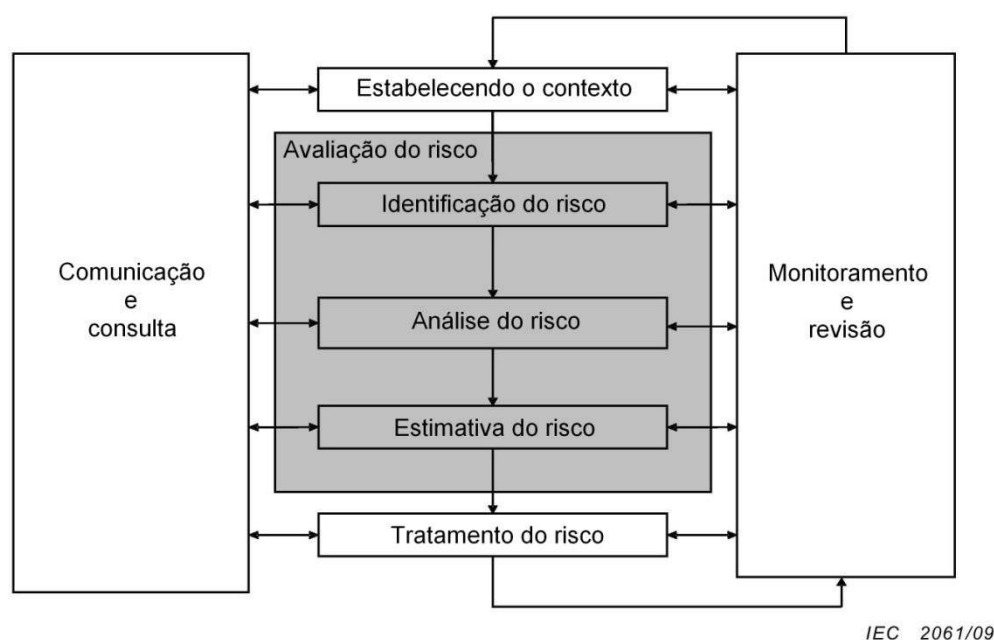 Estabelecendo o contexto
Avaliação do risco
Identificação do risco
Comunicação
e
consulta
Análise do risco
Monitoramento
e
revisão
Estimativa do risco
Tratamento do risco
IEC 2061/09